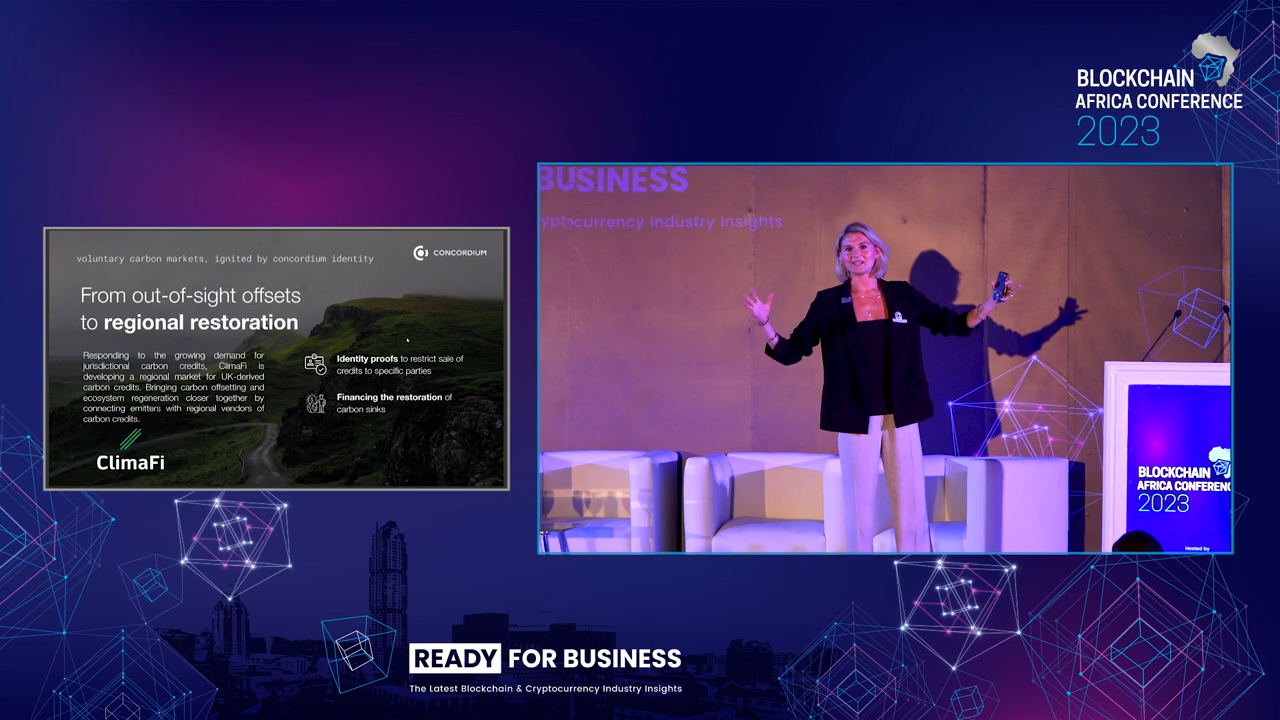 BLOCKCHAIN
AFRICA CONFERENCE
2023
voluntary carbon markets, ignited by concordium identity
CONCORDIUM
From out-of-sight offsets
to regional restoration
Responding to the growing demand for
jurisdictional carbon credits, ClimaFi is
developing a regional market for UK-derived
carbon credits. Bringing carbon offsetting and
ecosystem regeneration closer together by
connecting emitters with regional vendors of
carbon credits.
Identity proofs to restrict sale of
credits to specific parties
Financing the restoration of
carbon sinks
ClimaFi
BUSINESS
yptocurrency Industry Insights
BLOCKCHAIN
AFRICA CONFERENC
2023
Hosted by
READY FOR BUSINESS
The Latest Blockchain & Cryptocurrency Industry Insights